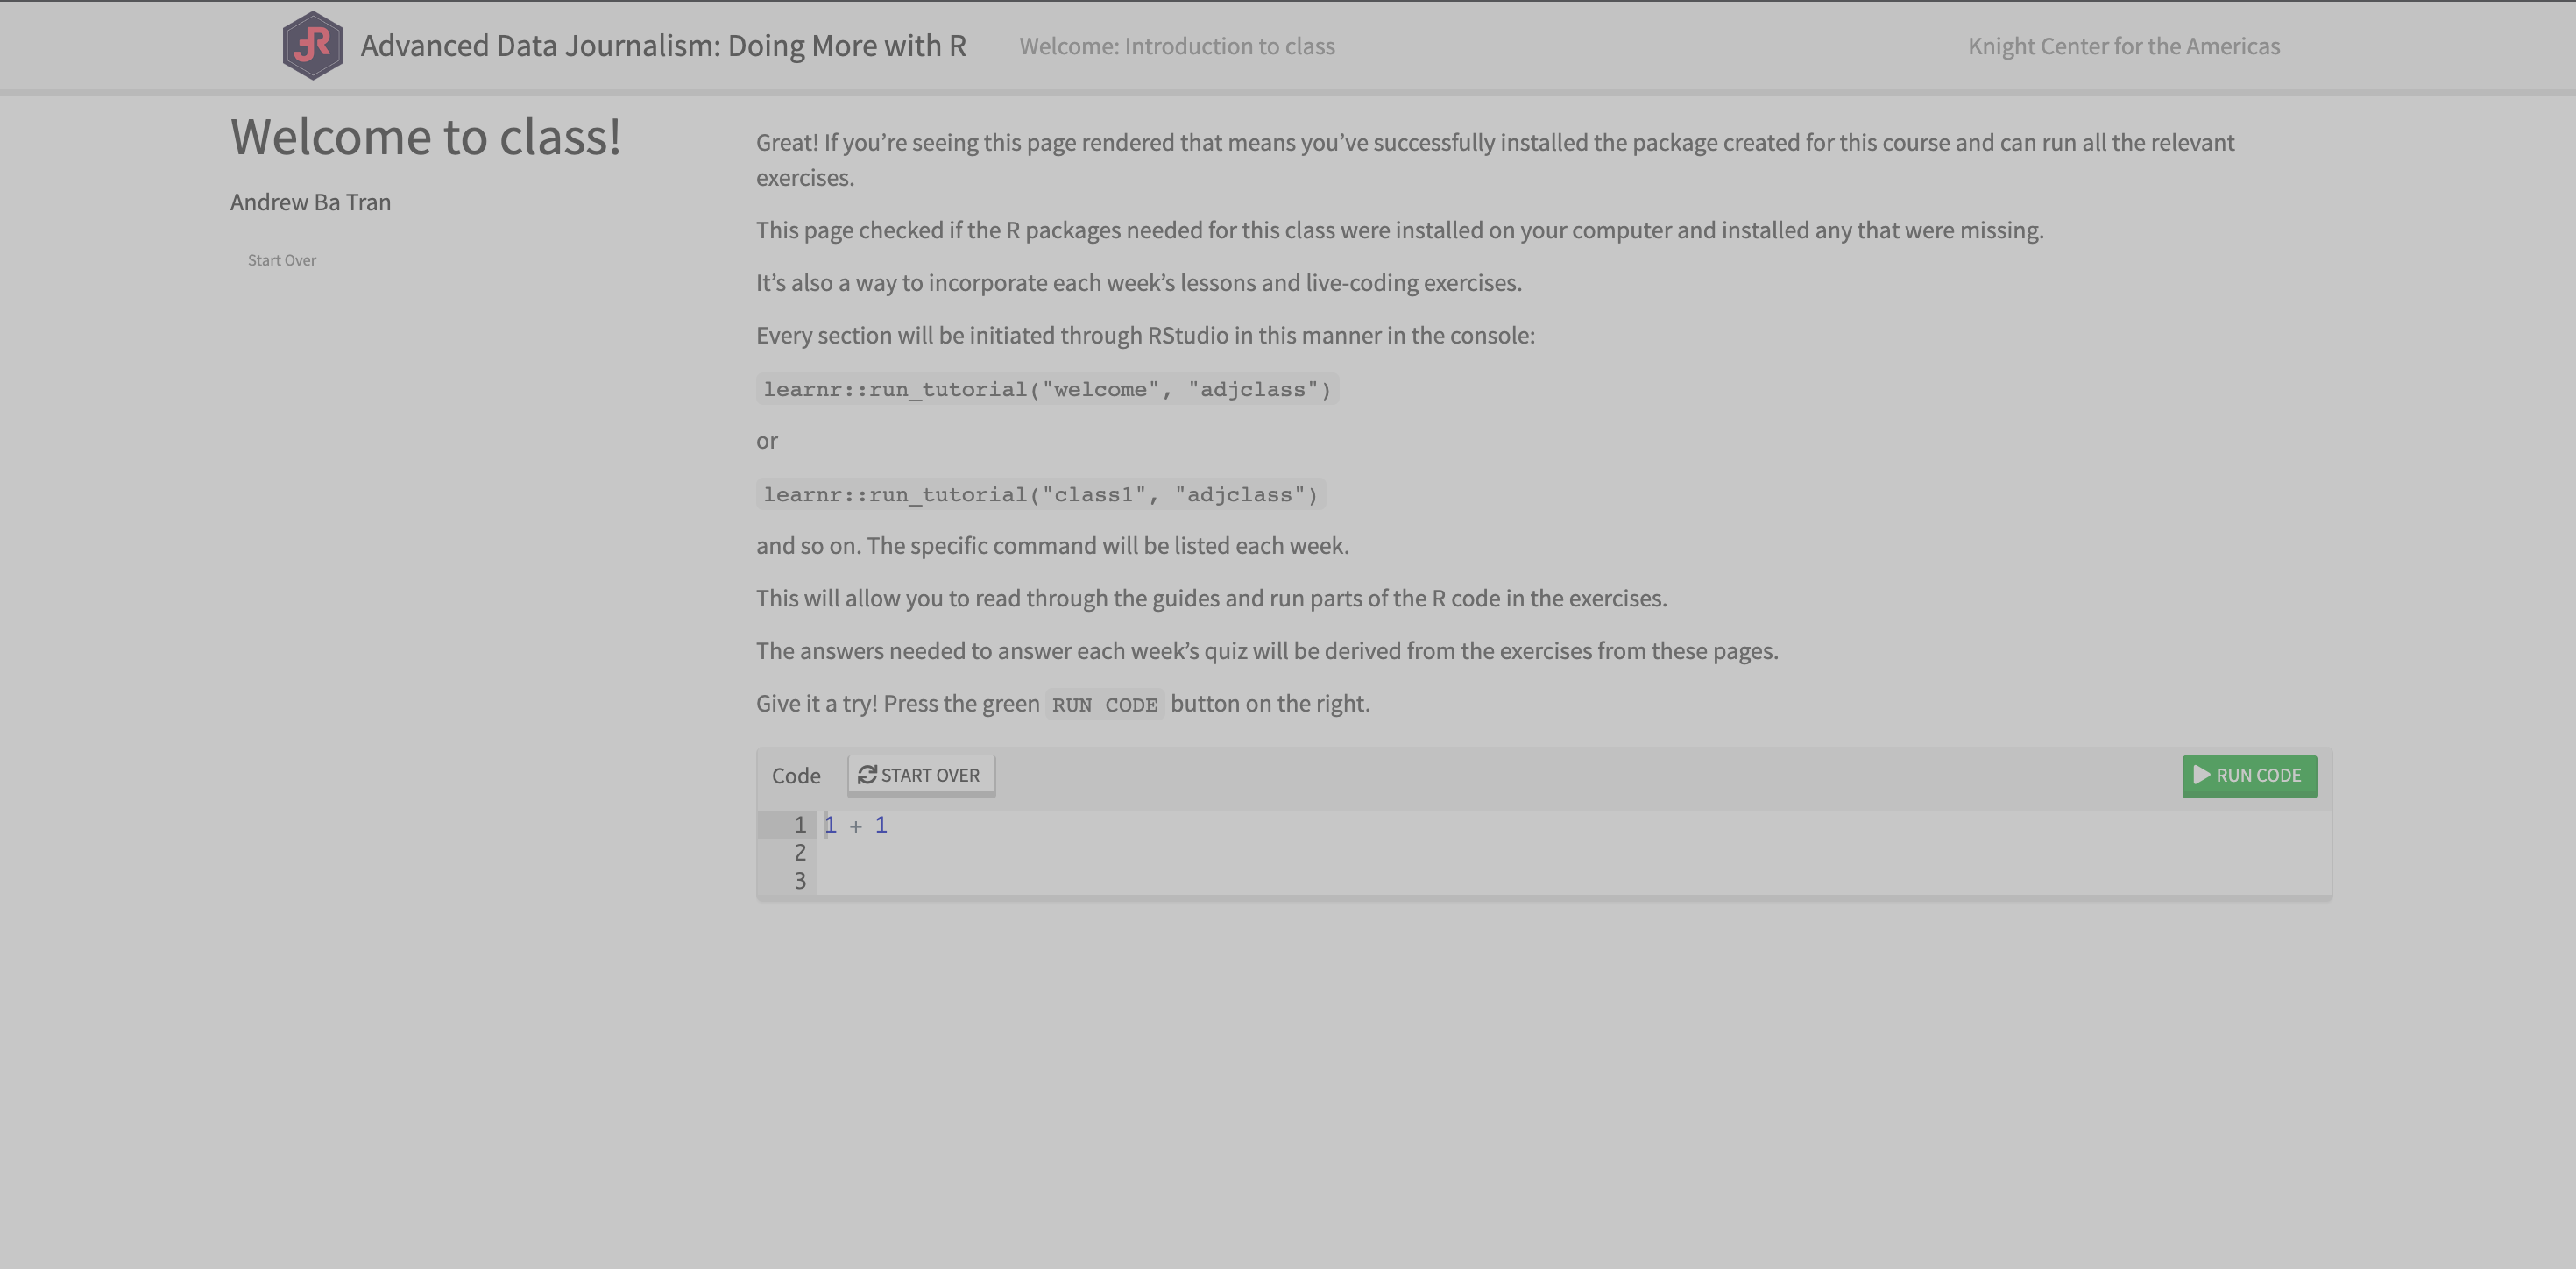 JR Advanced Data Journalism: Doing More with R Welcome: Introduction to class Knight Center for the Americas
Welcome to class!
Andrew Ba Tran
Start Over
Great! If you’re seeing this page rendered that means you’ve successfully installed the package created for this course and can run all the relevant
exercises.
This page checked if the R packages needed for this class were installed on your computer and installed any that were missing.
It’s also a way to incorporate each week’s lessons and live-coding exercises.
Every section will be initiated through RStudio in this manner in the console:
learnr::run_tutorial("welcome", "adjclass")
or
learnr::run_tutorial("class1", "adjclass")
and so on. The specific command will be listed each week.
This will allow you to read through the guides and run parts of the R code in the exercises.
The answers needed to answer each week’s quiz will be derived from the exercises from these pages.
Give it a try! Press the green RUN CODE button on the right.
Code START OVER RUN CODE
1 1 + 1
2
3